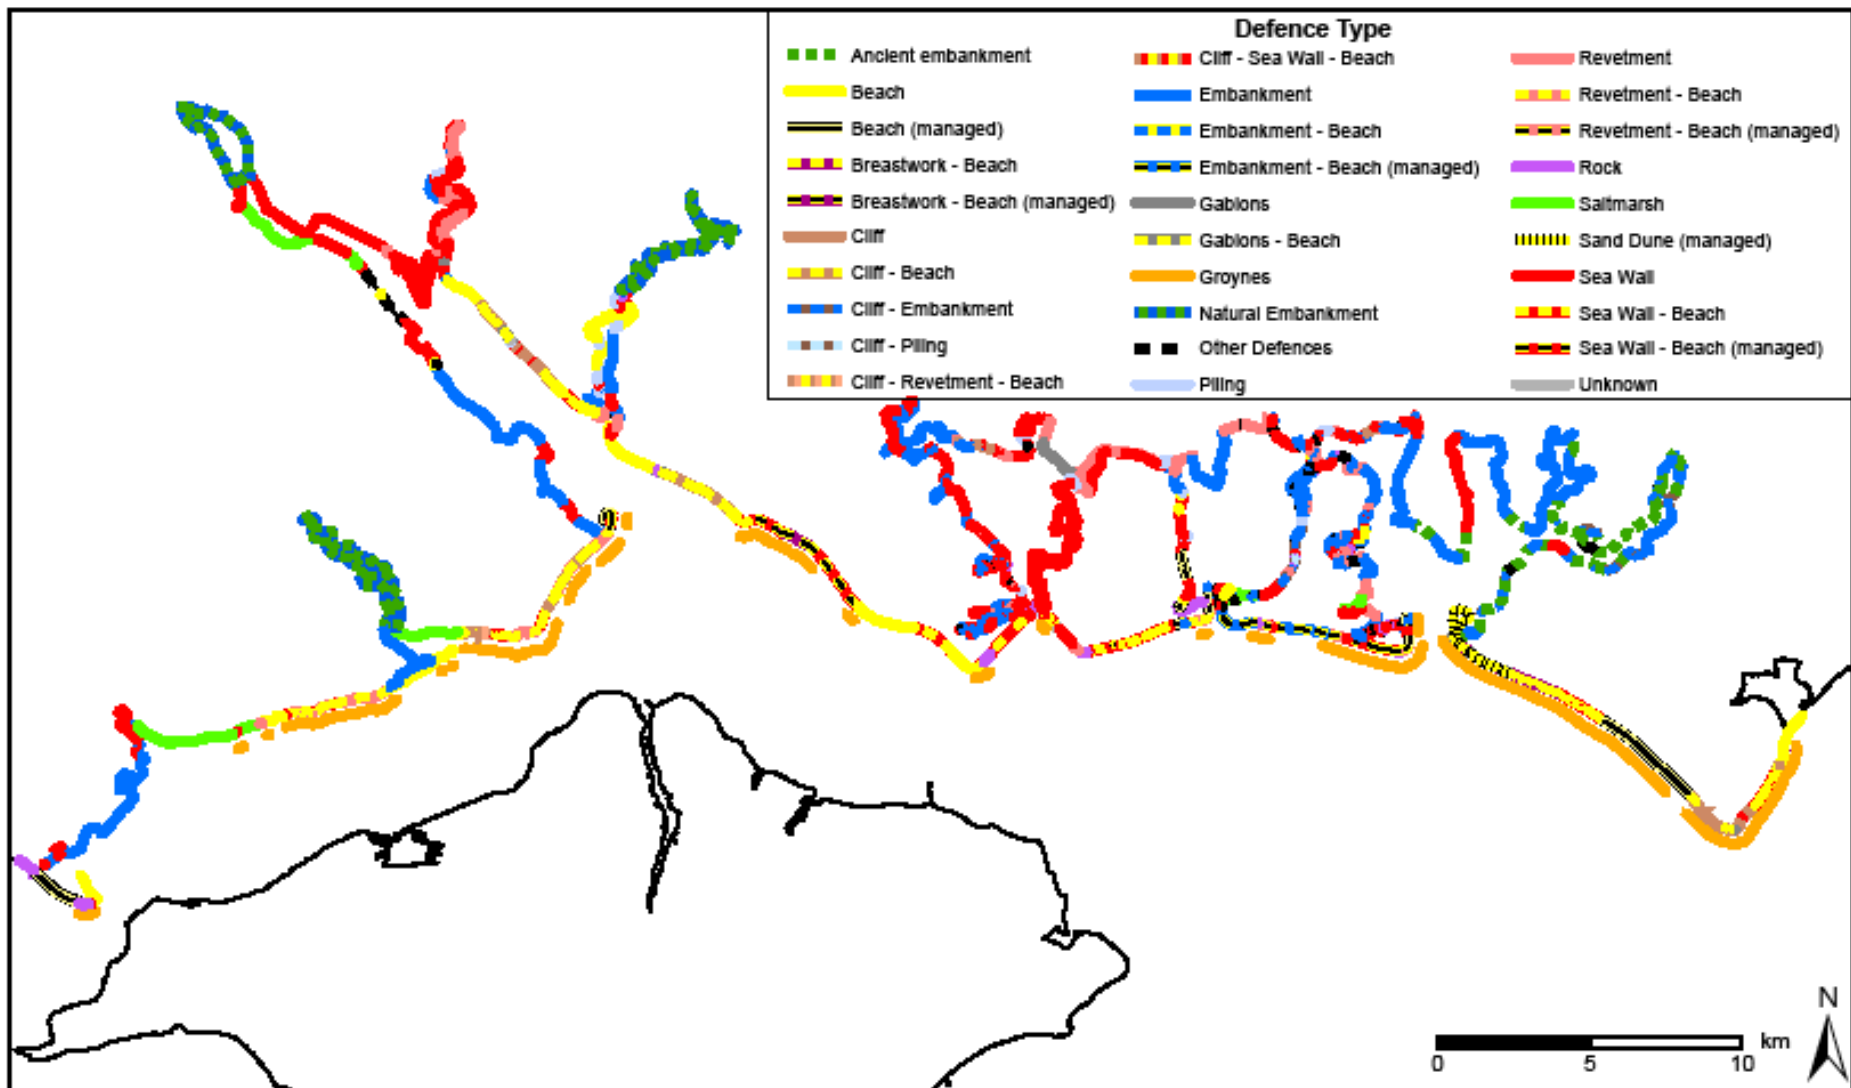 Defence Type
Ancient embankment
Beach
Beach (managed)
Breastwork - Beach
Breastwork - Beach (managed)
Cliff
Cliff - Beach
Cliff - Embankment
Cliff - Piling
Cliff - Revetment - Beach
Cliff - Sea Wall - Beach
Embankment
Embankment - Beach
Embankment - Beach (managed)
Gabions
Gabions - Beach
Groynes
Natural Embankment
Other Defences
Piling
Revetment
Revetment - Beach
Revetment - Beach (managed)
Rock
Saltmarsh
Sand Dune (managed)
Sea Wall
Sea Wall - Beach
Sea Wall - Beach (managed)
Unknown
N
km
0 5 10